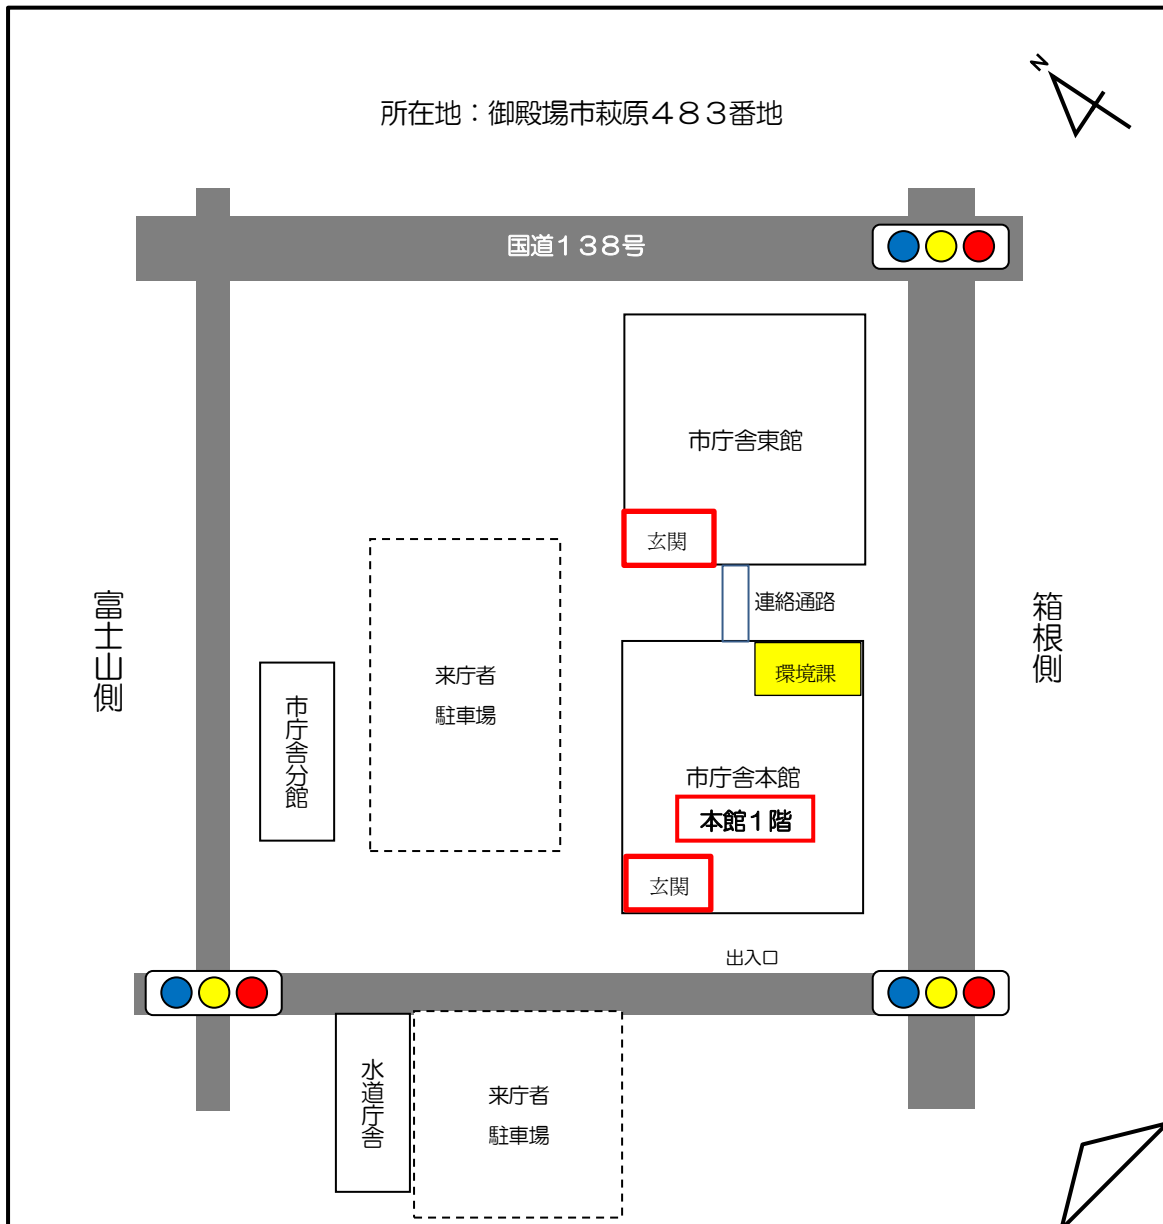 N
所在地：御殿場市萩原４８３番地
国道１３８号
市庁舎東館
玄関
連絡通路
富士山側
箱根側
来庁者
駐車場
環境課
市庁舎分館
市庁舎本館
本館１階
玄関
出入口
水道庁舎
来庁者
駐車場